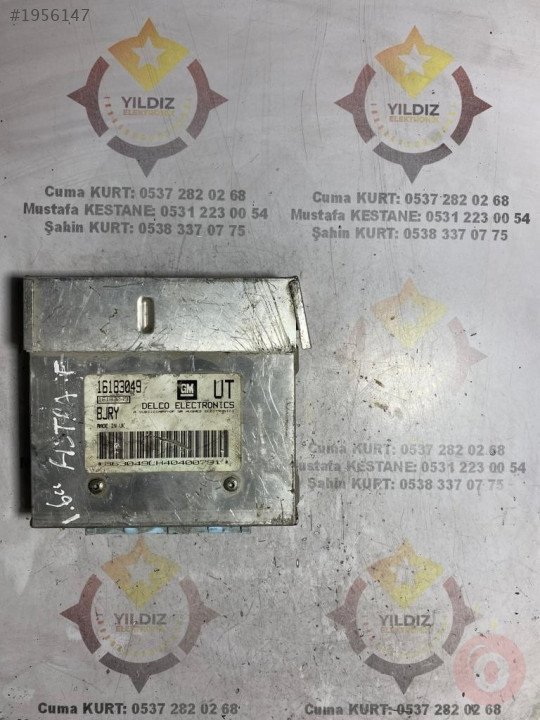 #1956147
YILDIZ
ELEKTRONİK
Cuma KURT: 0537 282 02 68
Mustafa KESTANE: 0531 223 00 54
Şahin KURT: 0538 337 07 75
YILDIZ
ELEKTRONİK
Cuma KURT: 0537 282 02 68
Mustafa KESTANE: 0531 223 00 54
Şahin KURT: 0538 337 07 75
16183049
GM
UT
8JRY
DELCO ELECTRONICS
MADE IN UK
1.6cc
Cuma KURT: 0537 282 02 68
Mustafa KESTANE: 0531 223 00 54
Şahin KURT: 0538 337 07 75
YILDIZ
ELEKTRONİK
Cuma KURT: 0537 282 02 68
YILDIZ
ELEKTRONİK
Cuma KURT: 0537 282 02 68